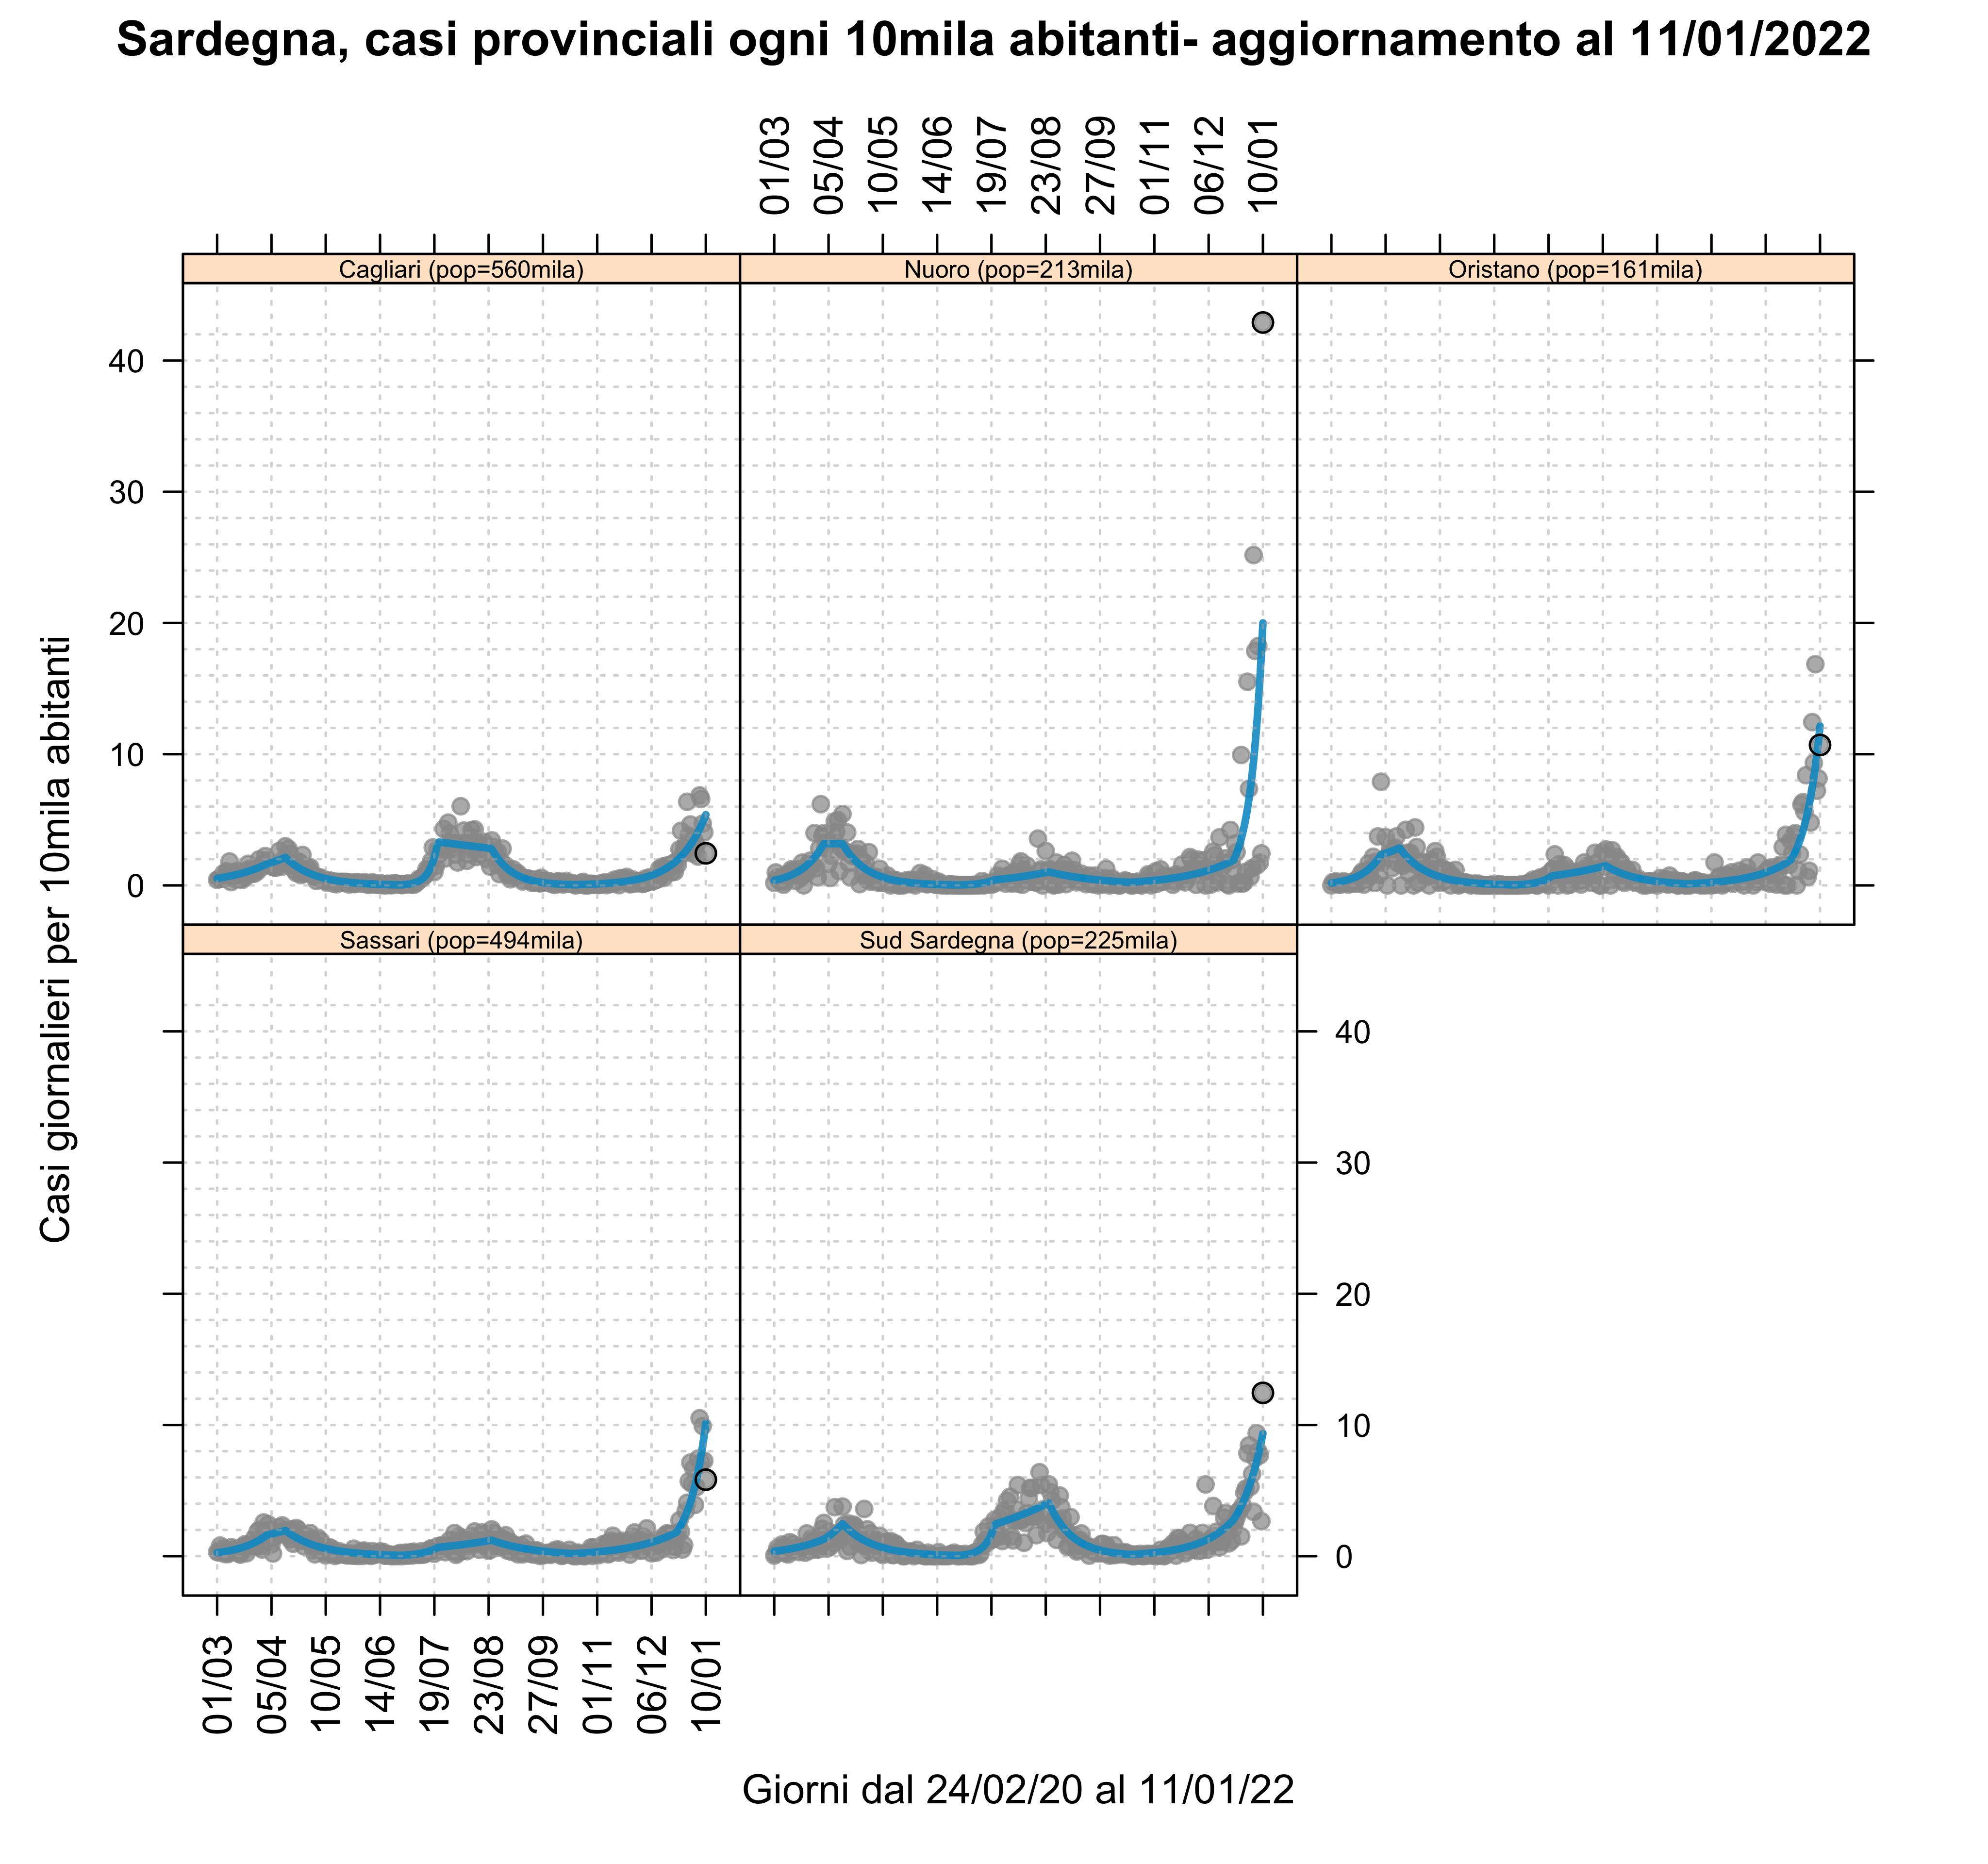 Sardegna, casi provinciali ogni 10mila abitanti- aggiornamento al 11/01/2022
01/03 05/04 10/05 14/06 19/07 23/08 27/09 01/11 06/12 10/01
Cagliari (pop=560mila)
Nuoro (pop=213mila)
Oristano (pop=161mila)
40
30
20
10
0
Casi giornalieri per 10mila abitanti
Sassari (pop=494mila)
Sud Sardegna (pop=225mila)
40
30
20
10
0
01/03 05/04 10/05 14/06 19/07 23/08 27/09 01/11 06/12 10/01
Giorni dal 24/02/20 al 11/01/22